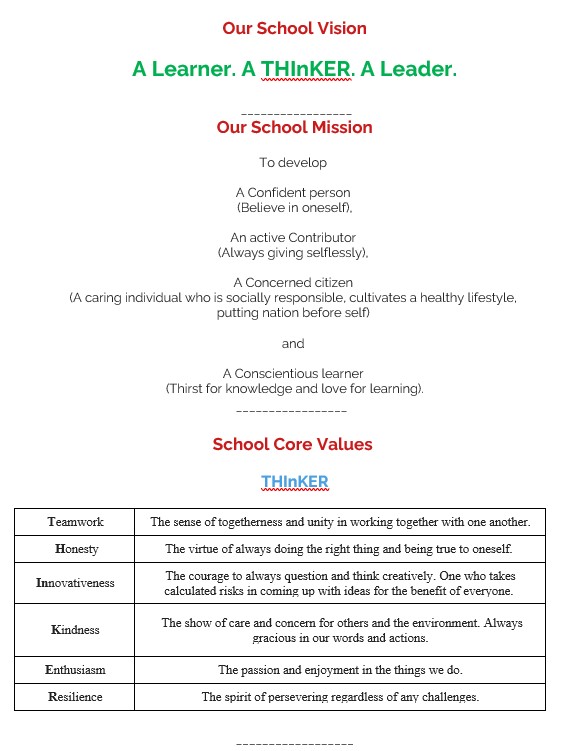 Our School Vision
A Learner. A THInKER. A Leader.
_________________
Our School Mission
To develop
A Confident person
(Believe in oneself),
An active Contributor
(Always giving selflessly),
A Concerned citizen
(A caring individual who is socially responsible, cultivates a healthy lifestyle,
putting nation before self)
and
A Conscientious learner
(Thirst for knowledge and love for learning).
_________________
School Core Values
THInKER
Teamwork The sense of togetherness and unity in working together with one another.
Honesty The virtue of always doing the right thing and being true to oneself.
Innovativeness The courage to always question and think creatively. One who takes
calculated risks in coming up with ideas for the benefit of everyone.
Kindness The show of care and concern for others and the environment. Always
gracious in our words and actions.
Enthusiasm The passion and enjoyment in the things we do.
Resilience The spirit of persevering regardless of any challenges.
__________________